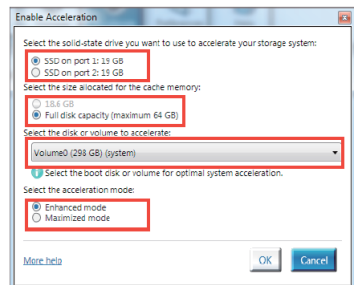 Enable Acceleration
Select the solid-state drive you want to use to accelerate your storage system:
SSD on port 1: 19 GB
SSD on port 2: 19 GB
Select the size allocated for the cache memory:
18.6 GB
Full disk capacity (maximum 64 GB)
Select the disk or volume to accelerate:
Volume0 (298 GB) (system)
Select the boot disk or volume for optimal system acceleration.
Select the acceleration mode:
Enhanced mode
Maximized mode
More help
OK
Cancel